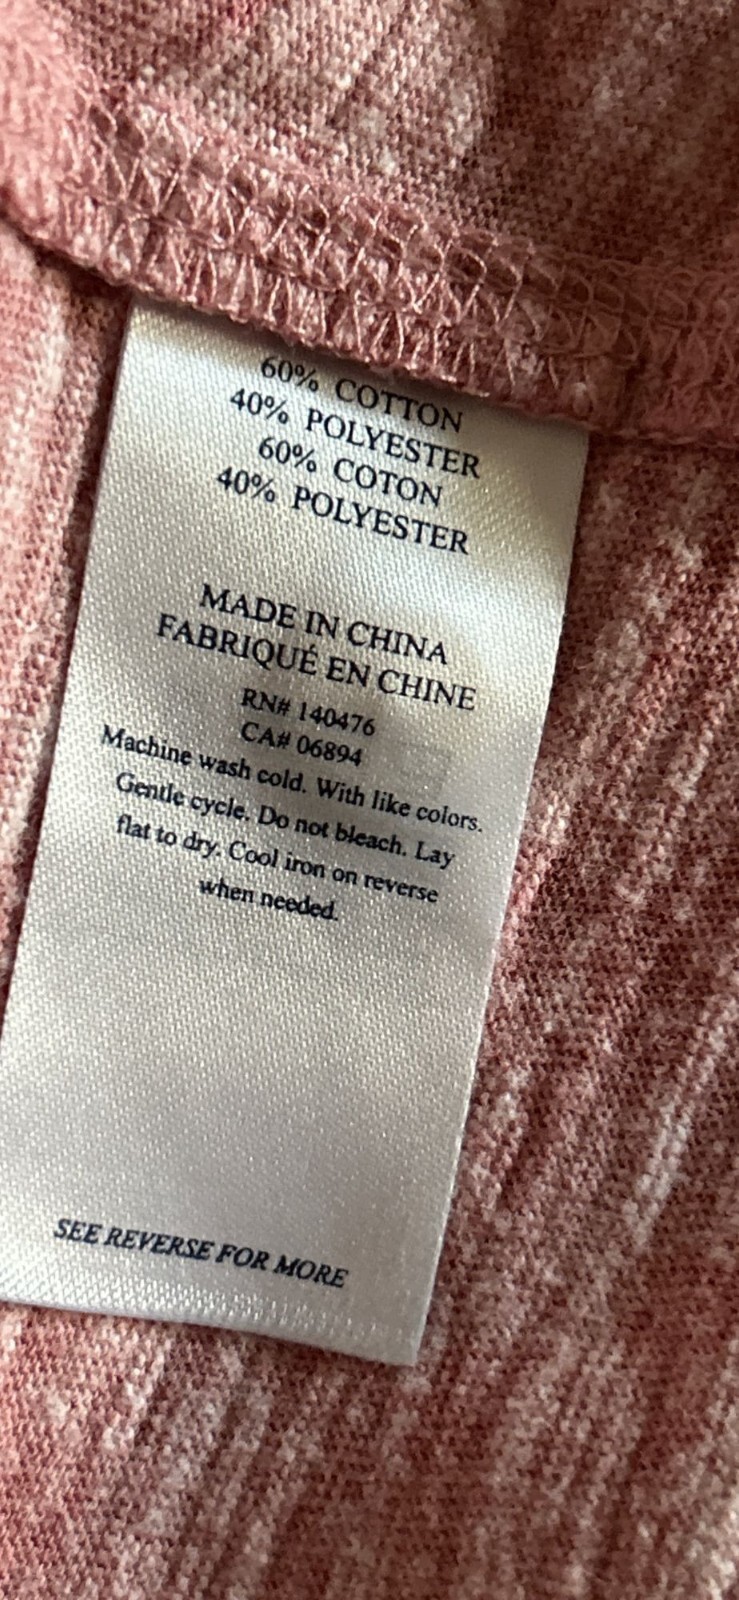 60% COTTON
40% POLYESTER
60% COTON
40% POLYESTER
MADE IN CHINA
FABRIQUÉ EN CHINE
RN# 140476
CA# 06894
Machine wash cold. With like colors.
Gentle cycle. Do not bleach. Lay
flat to dry. Cool iron on reverse
when needed.
SEE REVERSE FOR MORE